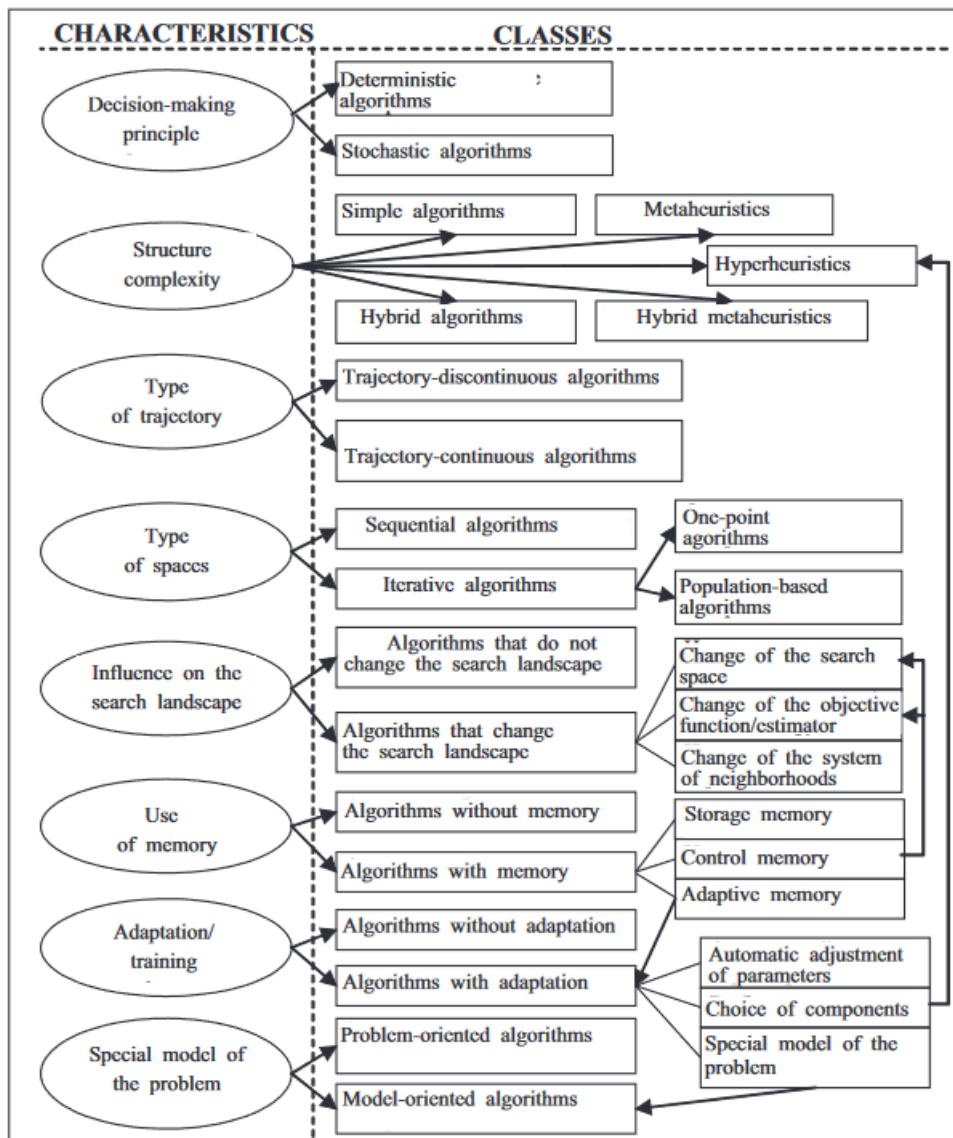 CHARACTERISTICS
CLASSES
Decision-making
principle
Deterministic
algorithms
Stochastic algorithms
Structure
complexity
Simple algorithms
Metaheuristics
Hyperheuristics
Hybrid algorithms
Hybrid metaheuristics
Type
of trajectory
Trajectory-discontinuous algorithms
Trajectory-continuous algorithms
Type
of spaces
Sequential algorithms
Iterative algorithms
One-point
agorithms
Population-based
algorithms
Influence on the
search landscape
Algorithms that do not
change the search landscape
Algorithms that change
the search landscape
Change of the search
space
Change of the objective
function/estimator
Change of the system
of neighborhoods
Use
of memory
Algorithms without memory
Algorithms with memory
Storage memory
Control memory
Adaptive memory
Adaptation/
training
Algorithms without adaptation
Algorithms with adaptation
Automatic adjustment
of parameters
Choice of components
Special model of the
problem
Special model of
the problem
Problem-oriented algorithms
Model-oriented algorithms